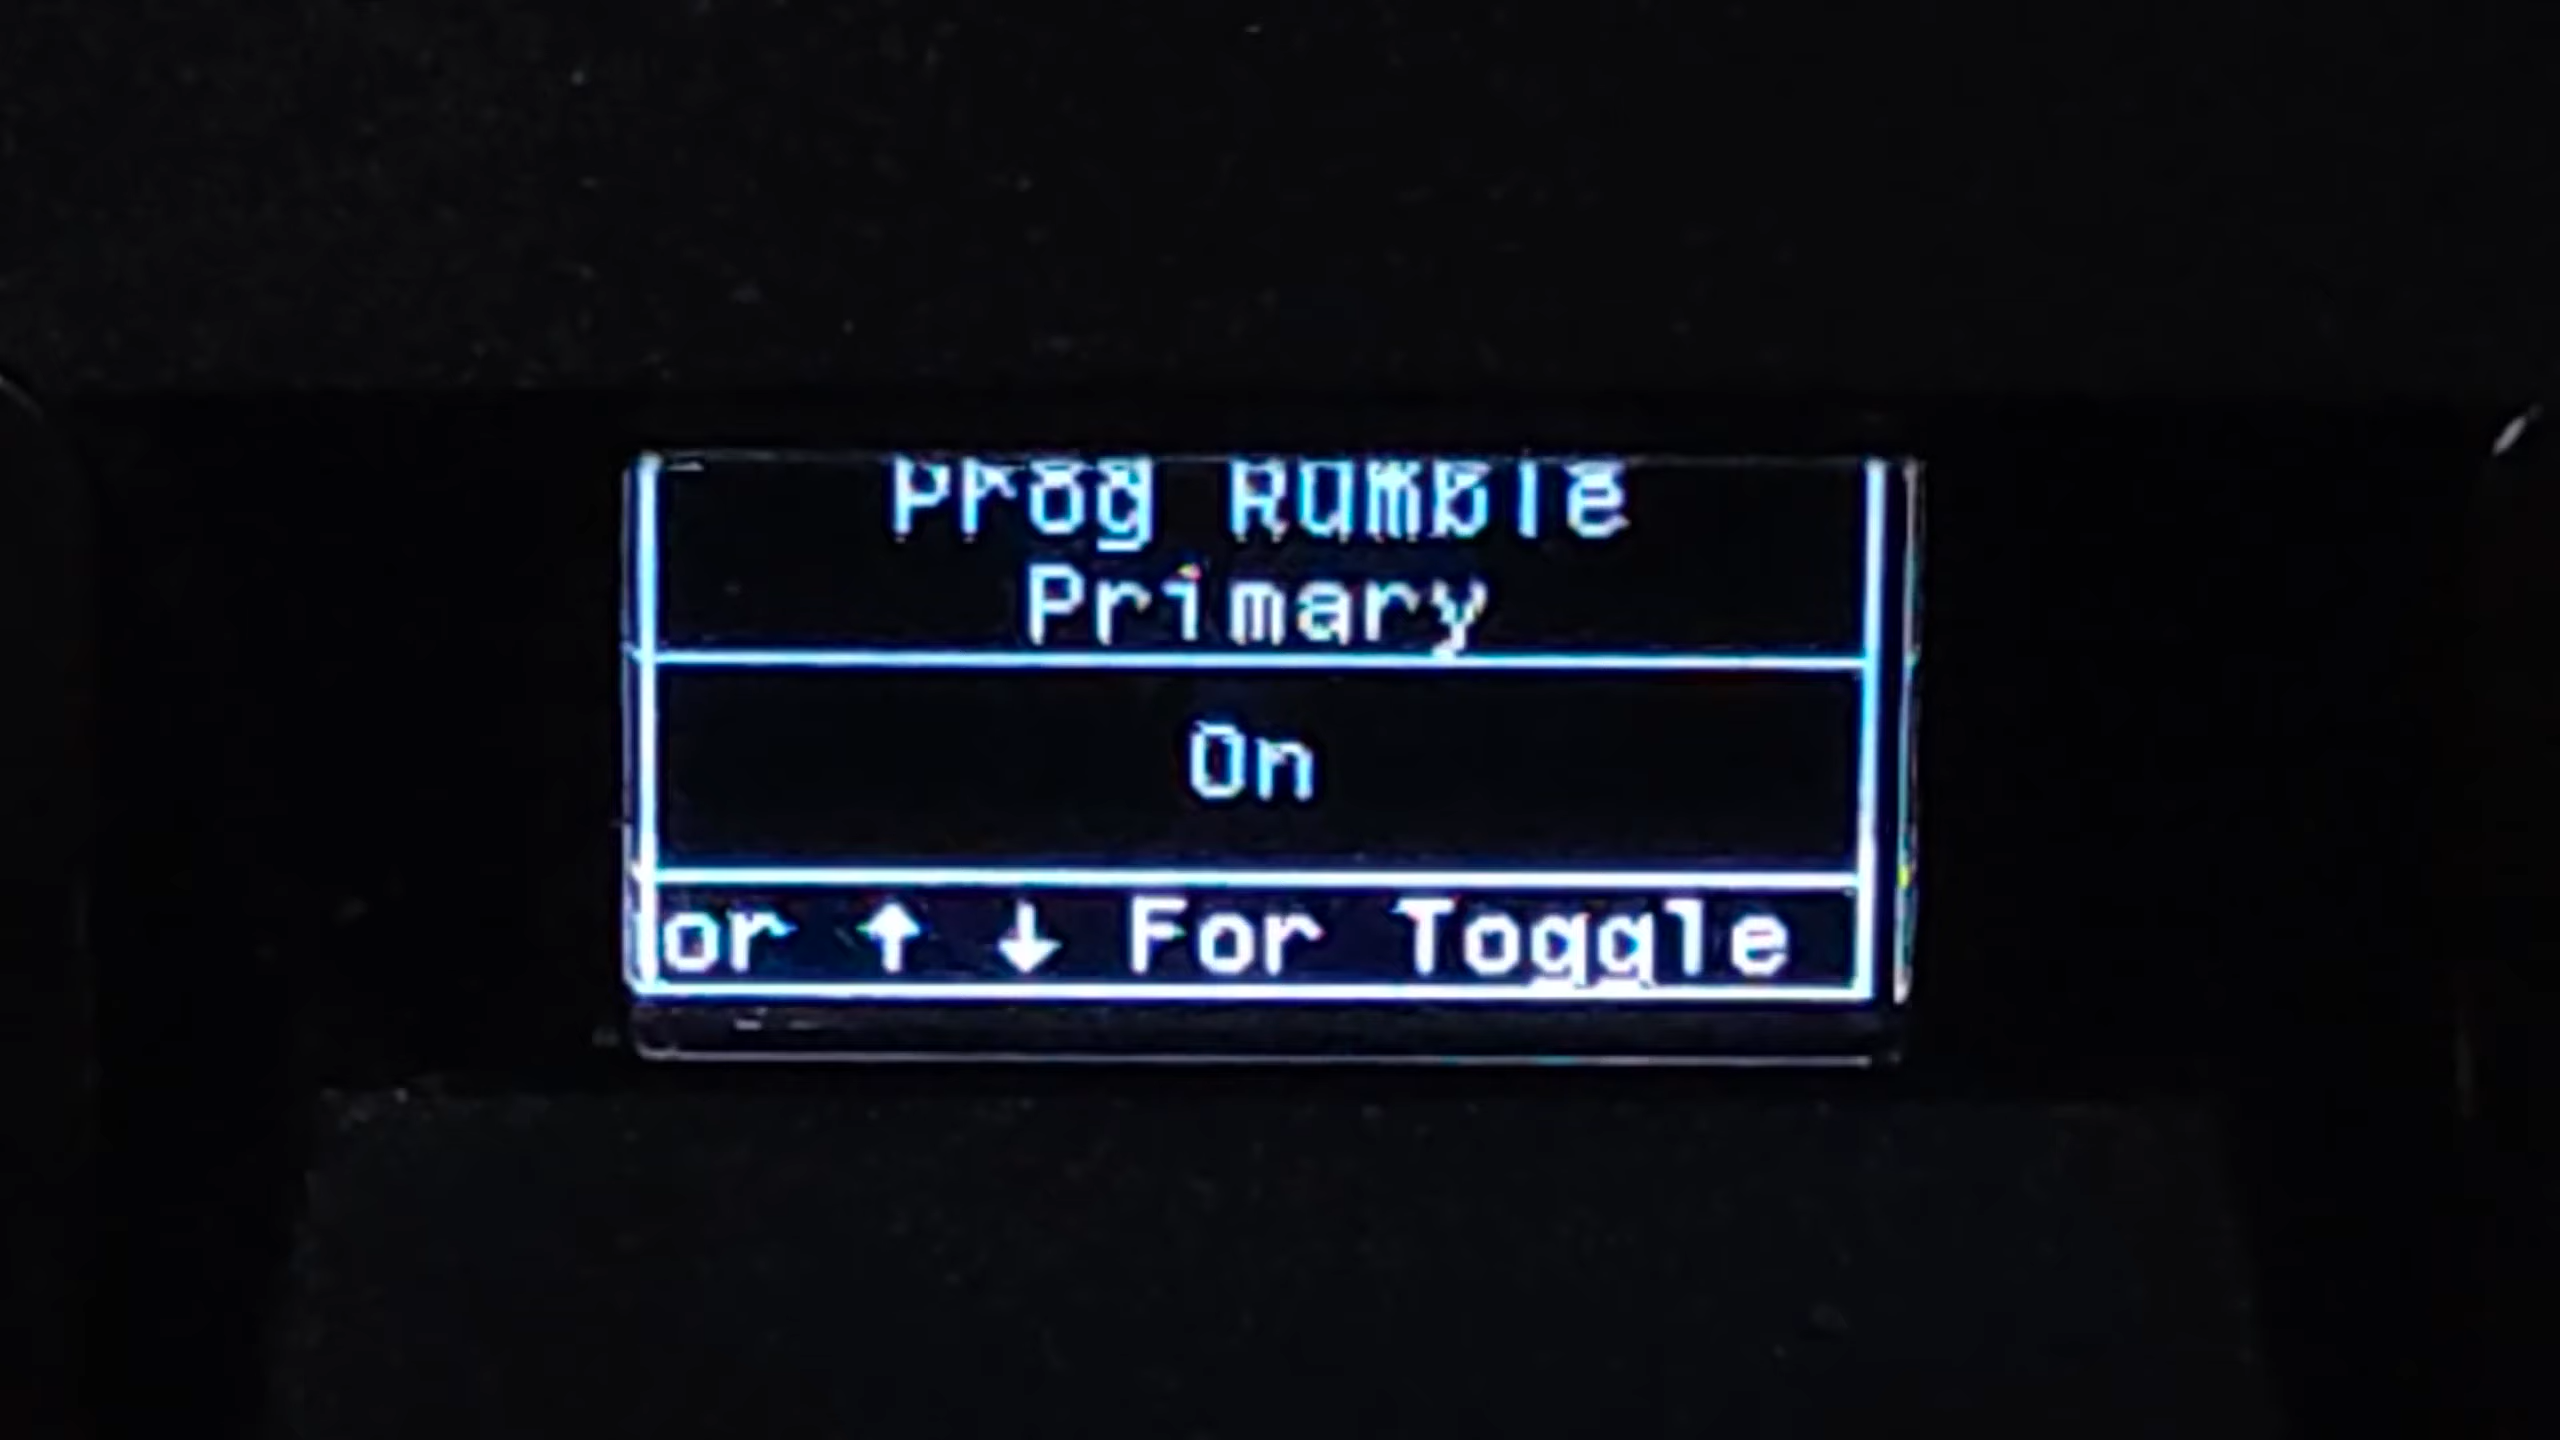 Prog Rumble
Primary
On
or ↑ ↓ For Toggle